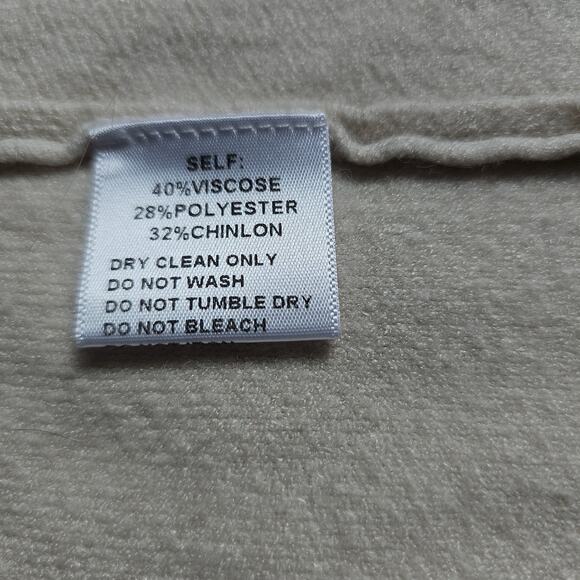 SELF:
40%VISCOSE
28%POLYESTER
32%CHINLON
DRY CLEAN ONLY
DO NOT WASH
DO NOT TUMBLE DRY
DO NOT BLEACH